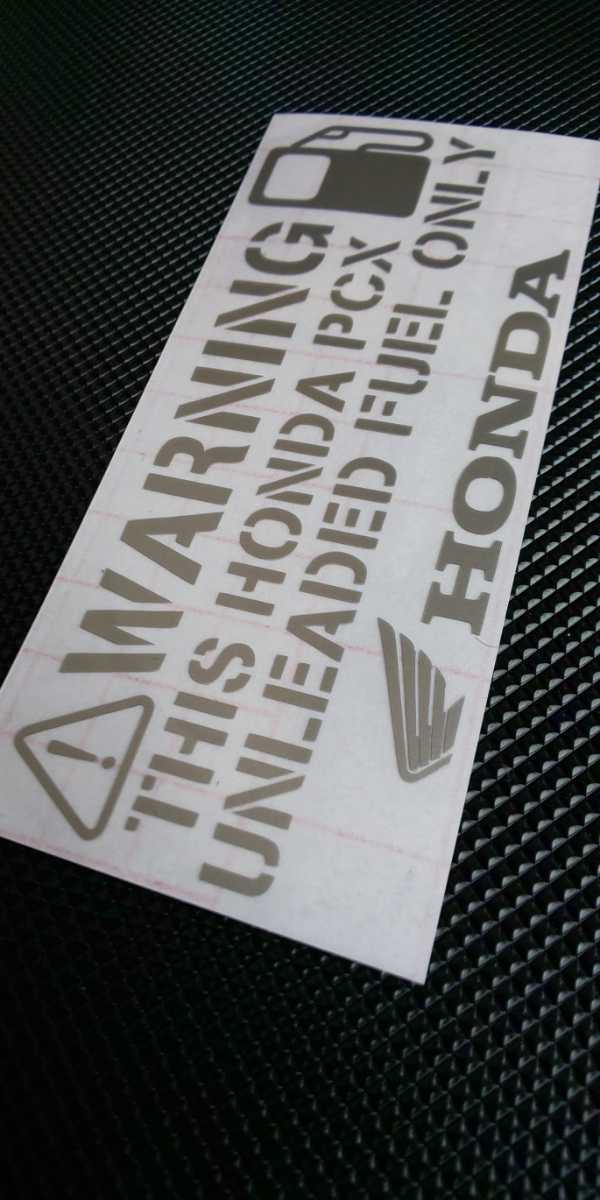 WARNING
THIS HONDA PCX
UNLEADED FUEL ONLY
HONDA